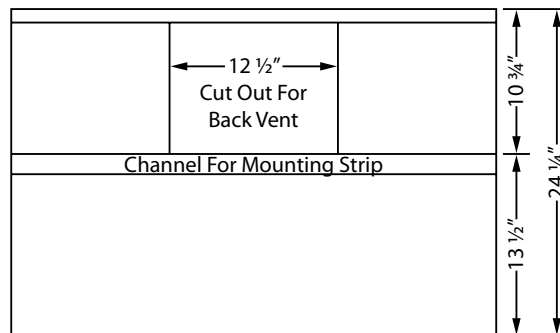 12 ½”
Cut Out For
Back Vent
Channel For Mounting Strip
10 ¾”
13 ½”
24 ¼”